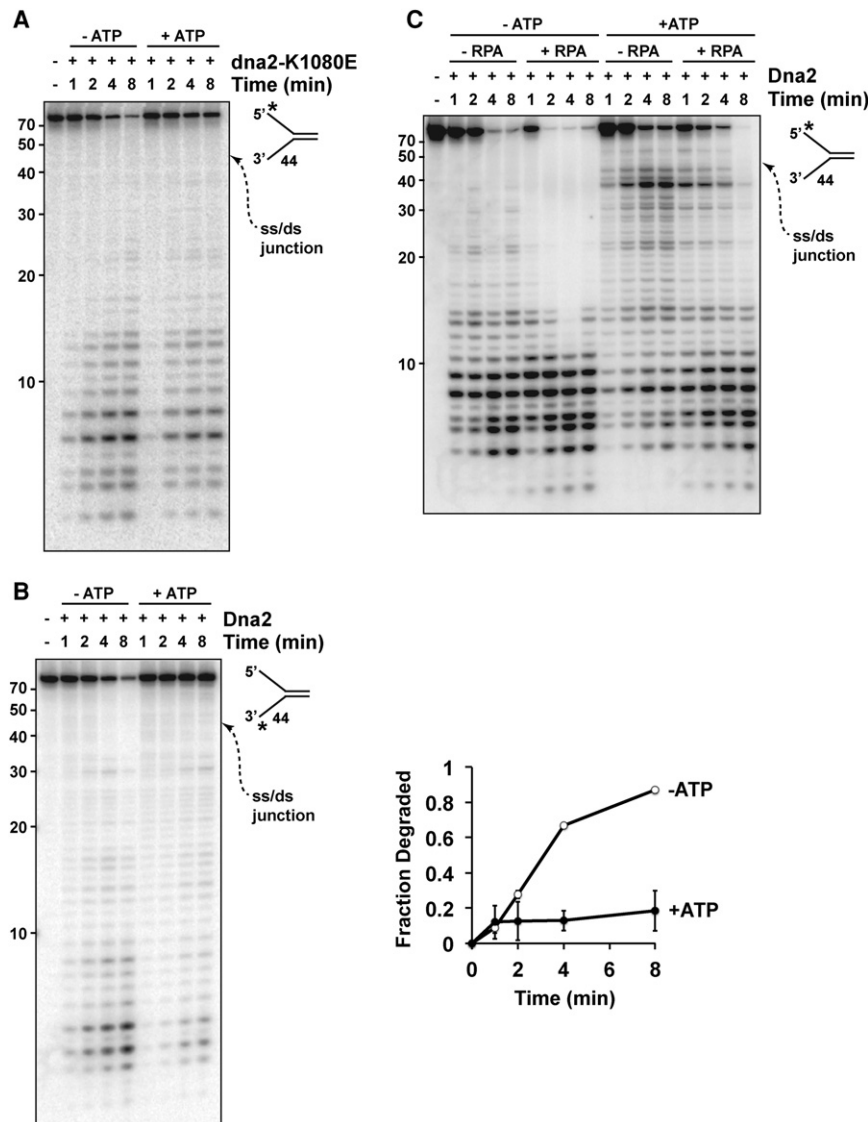 A
- ATP + ATP
- + + + + + + + + dna2-K1080E
- 1 2 4 8 1 2 4 8 Time (min)
70
50
40
30
20
10
5' *
3' 44
ss/ds
junction
B
- ATP + ATP
- + + + + + + + + Dna2
- 1 2 4 8 1 2 4 8 Time (min)
70
50
40
30
20
10
5'
3' 44
*
ss/ds
junction
C
- ATP +ATP
- RPA + RPA - RPA + RPA
- + + + + + + + + + + + + + + + + Dna2
- 1 2 4 8 1 2 4 8 1 2 4 8 1 2 4 8 Time (min)
70
50
40
30
20
10
5' *
3' 44
ss/ds
junction
Fraction Degraded
1
0.8
0.6
0.4
0.2
0
-ATP
+ATP
0 2 4 6 8
Time (min)